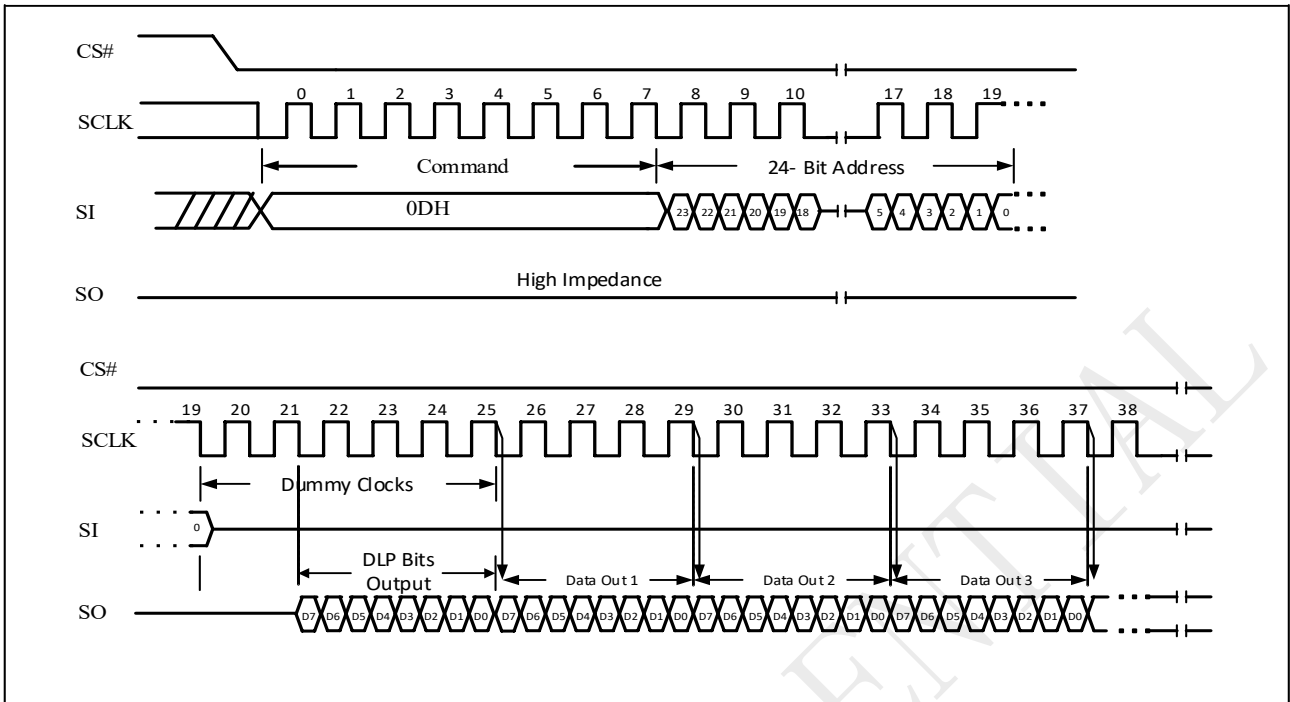 CS#
0 1 2 3 4 5 6 7 8 9 10 17 18 19
SCLK
Command 24- Bit Address
SI 0DH 23 22 21 20 19 18 5 4 3 2 1 0
High Impedance
SO
CS#
19 20 21 22 23 24 25 26 27 28 29 30 31 32 33 34 35 36 37 38
SCLK
Dummy Clocks
SI 0
DLP Bits
Output Data Out 1 Data Out 2 Data Out 3
SO D7 D6 D5 D4 D3 D2 D1 D0 D7 D6 D5 D4 D3 D2 D1 D0 D7 D6 D5 D4 D3 D2 D1 D0 D7 D6 D5 D4 D3 D2 D1 D0
ENTIAL